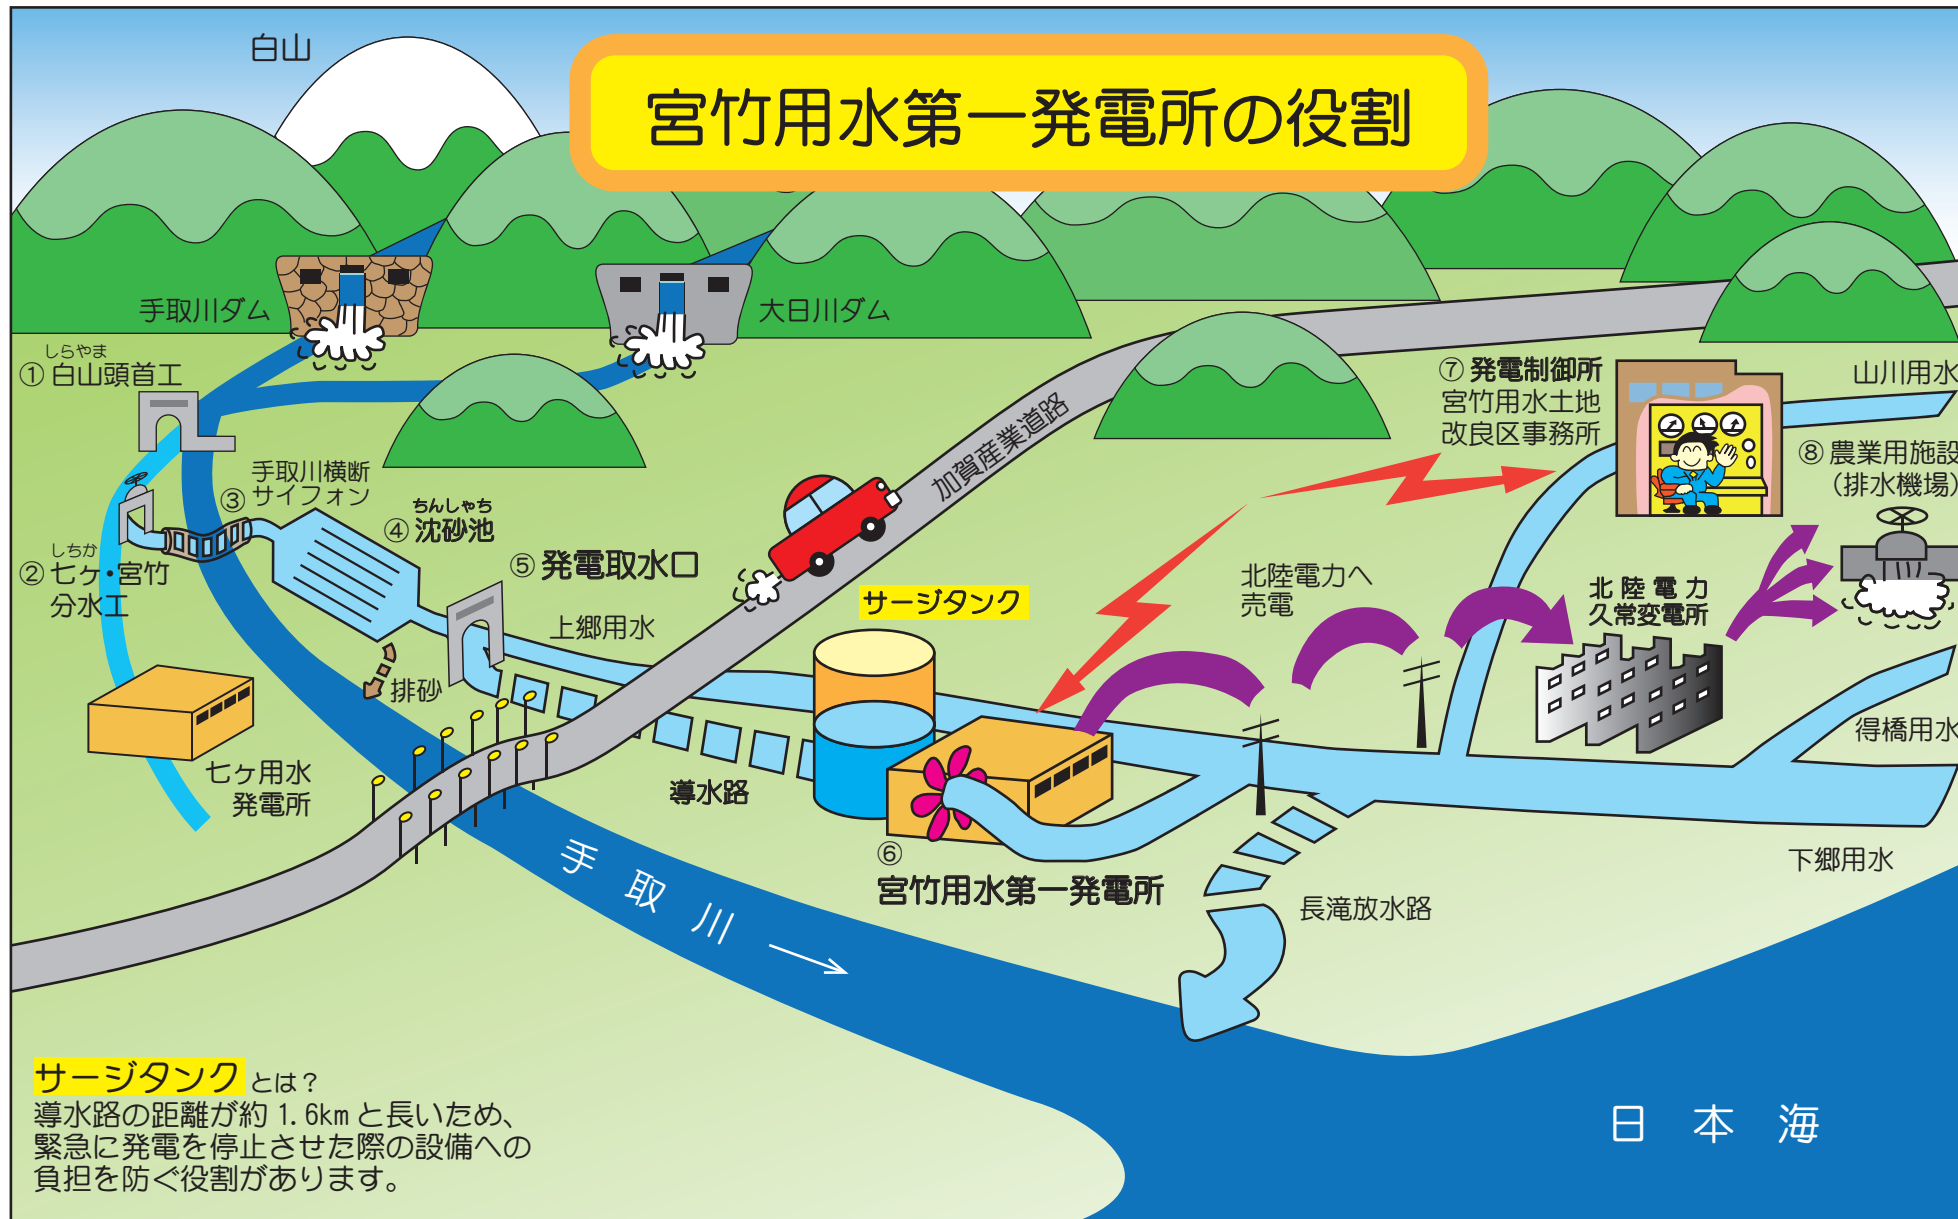 白山
宮竹用水第一発電所の役割
手取川ダム
大日川ダム
しらやま
①白山頭首工
手取川横断
③サイフォン
しちか
②七ヶ・宮竹
分水工
ちんしゃち
④沈砂池
⑤発電取水口
加賀産業道路
上郷用水
排砂
七ヶ用水
発電所
導水路
サージタンク
⑥
宮竹用水第一発電所
北陸電力へ
売電
⑦発電制御所
宮竹用水土地
改良区事務所
山川用水
⑧農業用施設
(排水機場)
北陸電力
久常変電所
得橋用水
下郷用水
長滝放水路
手取川→
日本海
サージタンクとは?
導水路の距離が約1.6kmと長いため、
緊急に発電を停止させた際の設備への
負担を防ぐ役割があります。